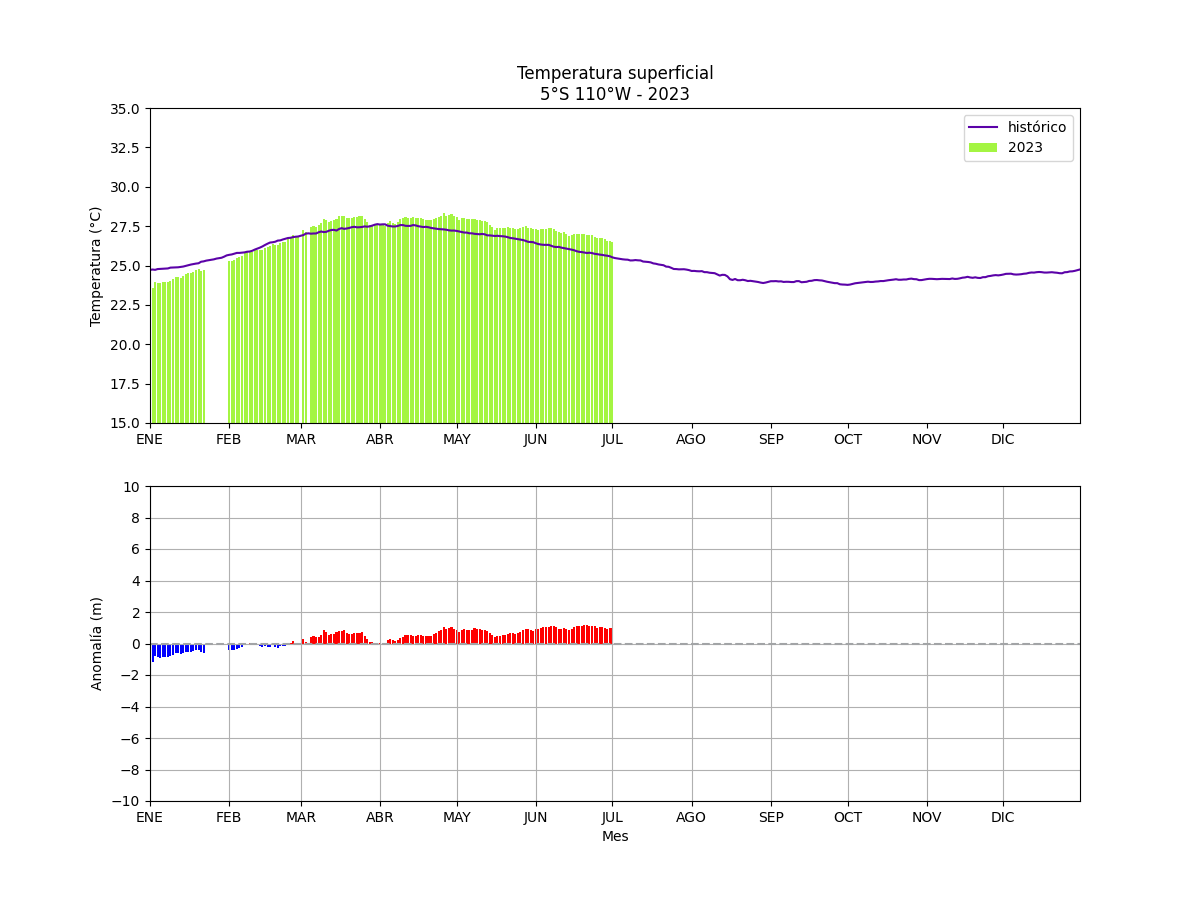 Temperatura superficial
5°S 110°W - 2023
35.0
32.5
30.0
27.5
25.0
22.5
20.0
17.5
15.0
Temperatura (°C)
histórico
2023
ENE FEB MAR ABR MAY JUN JUL AGO SEP OCT NOV DIC
10
8
6
4
2
0
−2
−4
−6
−8
−10
Anomalía (m)
ENE FEB MAR ABR MAY JUN JUL AGO SEP OCT NOV DIC
Mes